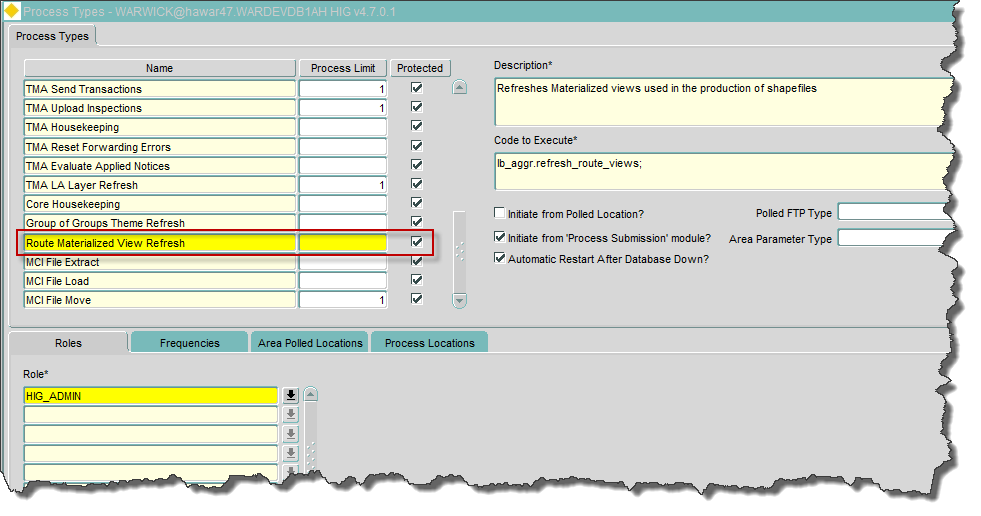 Process Types - WARWICK@hawar47.WARDEVDB1AH HIG v4.7.0.1
Process Types
Name Process Limit Protected
TMA Send Transactions 1
TMA Upload Inspections 1
TMA Housekeeping
TMA Reset Forwarding Errors
TMA Evaluate Applied Notices
TMA LA Layer Refresh 1
Core Housekeeping
Group of Groups Theme Refresh
Route Materialized View Refresh
MCI File Extract
MCI File Load
MCI File Move 1
Description*
Refreshes Materialized views used in the production of shapefiles
Code to Execute*
lb_aggr.refresh_route_views;
Initiate from Polled Location? Polled FTP Type
Initiate from 'Process Submission' module? Area Parameter Type
Automatic Restart After Database Down?
Roles Frequencies Area Polled Locations Process Locations
Role*
HIG_ADMIN